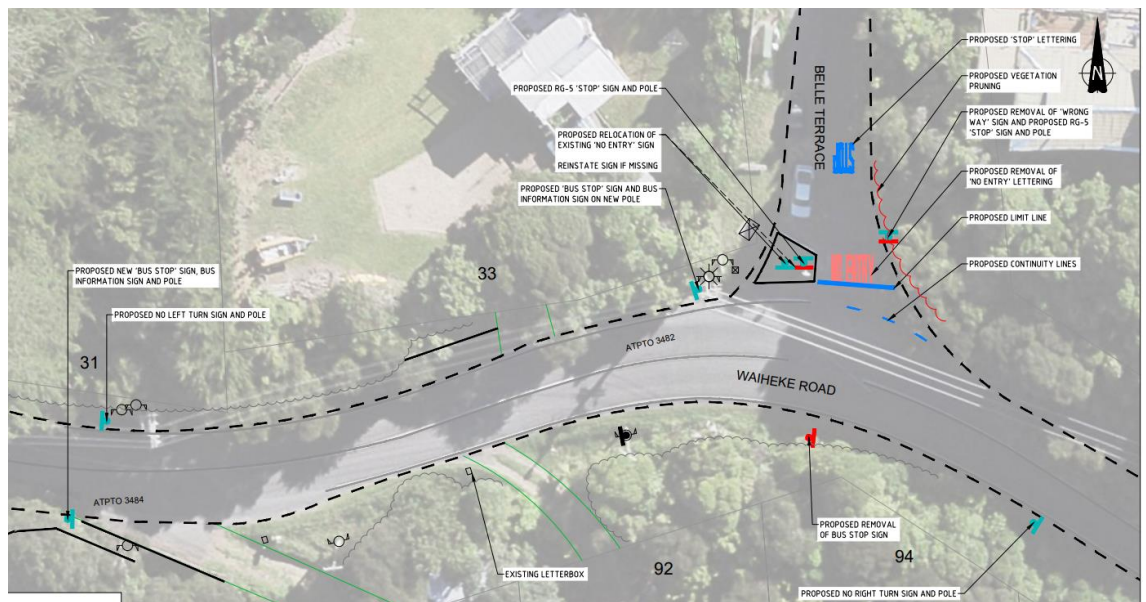 PROPOSED 'STOP' LETTERING
PROPOSED VEGETATION
PRUNING
PROPOSED REMOVAL OF 'WRONG
WAY' SIGN AND PROPOSED RG-5
'STOP' SIGN AND POLE
PROPOSED REMOVAL OF
'NO ENTRY' LETTERING
PROPOSED LIMIT LINE
PROPOSED CONTINUITY LINES
N
BELLE TERRACE
STOP
NO ENTRY
PROPOSED RG-5 'STOP' SIGN AND POLE
PROPOSED RELOCATION OF
EXISTING 'NO ENTRY' SIGN
REINSTATE SIGN IF MISSING
PROPOSED 'BUS STOP' SIGN AND BUS
INFORMATION SIGN ON NEW POLE
PROPOSED NEW 'BUS STOP' SIGN, BUS
INFORMATION SIGN AND POLE
33
PROPOSED NO LEFT TURN SIGN AND POLE
31
ATPTO 3482
WAIHEKE ROAD
ATPTO 3484
PROPOSED REMOVAL
OF BUS STOP SIGN
94
92
EXISTING LETTERBOX
PROPOSED NO RIGHT TURN SIGN AND POLE